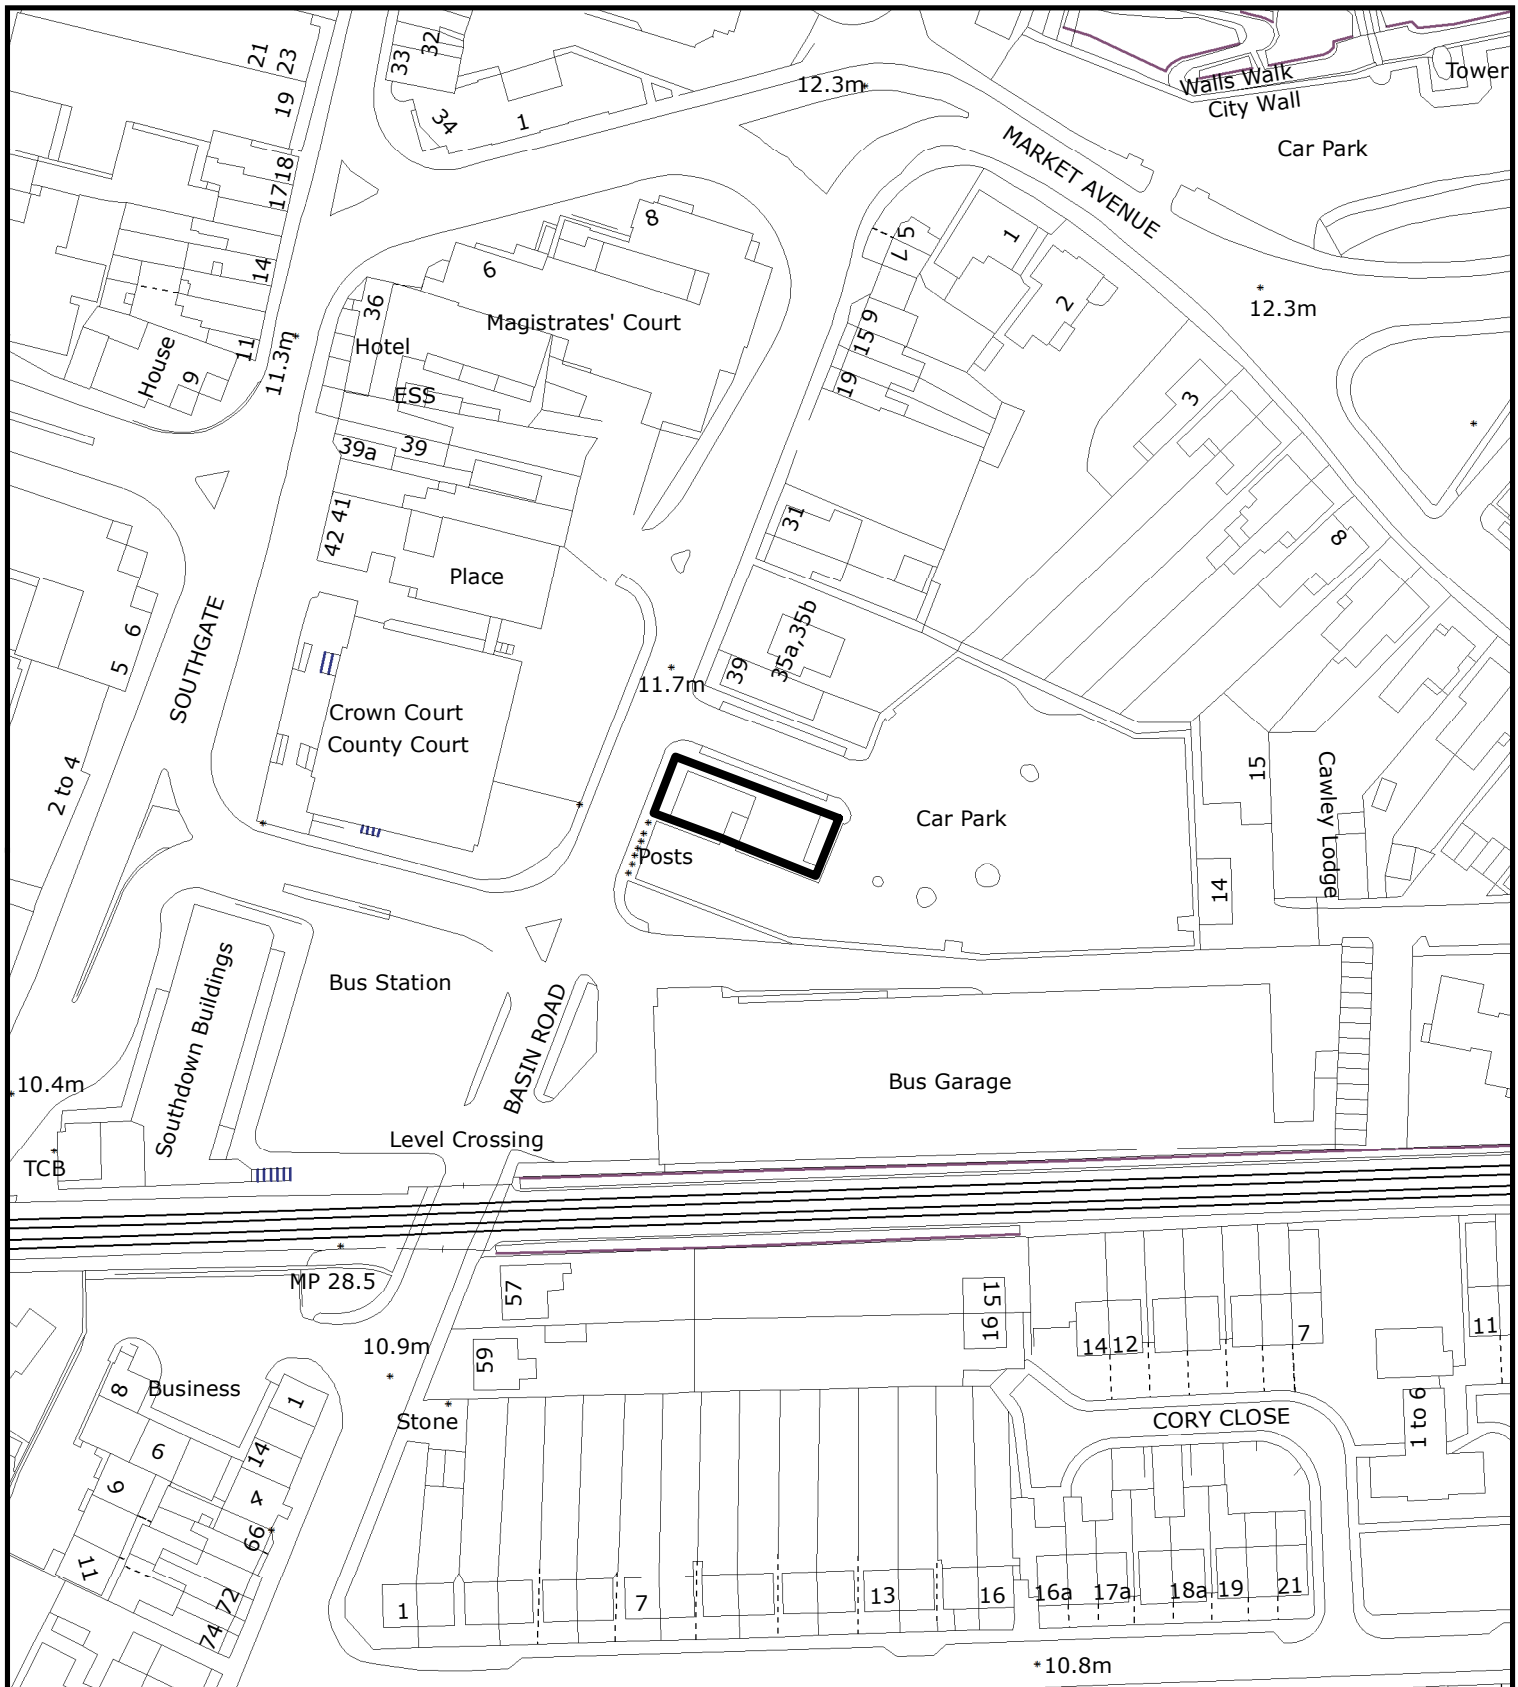 21
23
33
32
12.3m
Walls Walk
City Wall
Tower
19
34
1
Car Park
MARKET AVENUE
18
17
8
5
7
1
14
6
2
36
12.3m
Magistrates' Court
9
15
11
11.3m
Hotel
House
9
ESS
19
3
39a
39
41
42
31
8
Place
SOUTHGATE
6
5
35a,35b
39
11.7m
Crown Court
County Court
15
Cawley Lodge
2 to 4
Car Park
Posts
14
Southdown Buildings
Bus Station
BASIN ROAD
10.4m
Bus Garage
Level Crossing
TCB
MP 28.5
57
15
16
10.9m
14
12
7
11
59
8
Business
1
Stone
CORY CLOSE
1 to 6
6
14
9
4
66
11
72
74
1
7
13
16
16a
17a
18a
19
21
10.8m